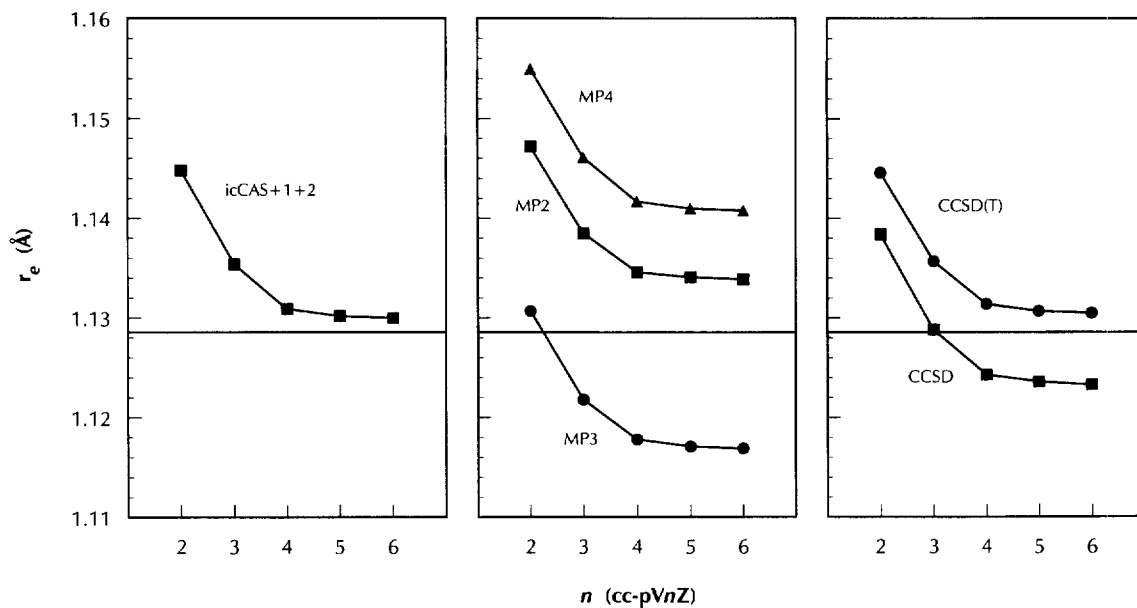 1.16
1.15
1.14
1.13
1.12
1.11
r_e (Å)
icCAS+1+2
2 3 4 5 6
MP4
MP2
MP3
2 3 4 5 6
CCSD(T)
CCSD
2 3 4 5 6
n (cc-pVnZ)